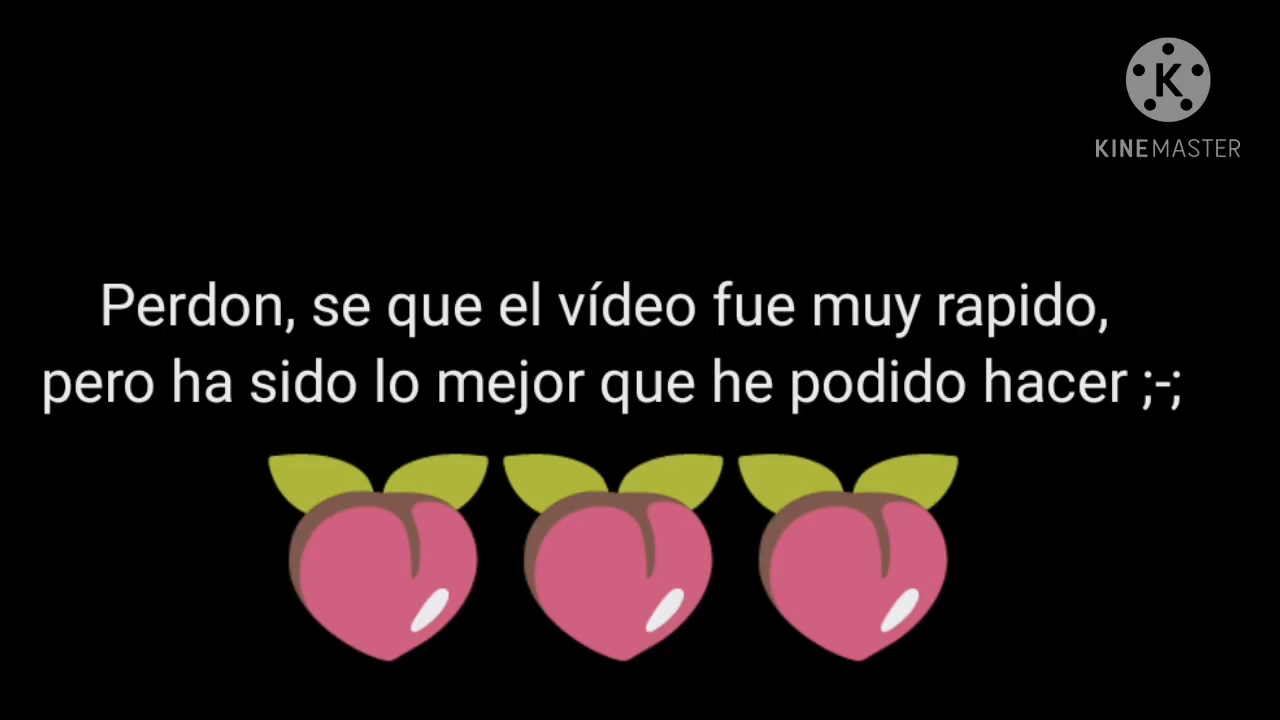 K
KINEMASTER
Perdon, se que el vídeo fue muy rapido,
pero ha sido lo mejor que he podido hacer ;-;